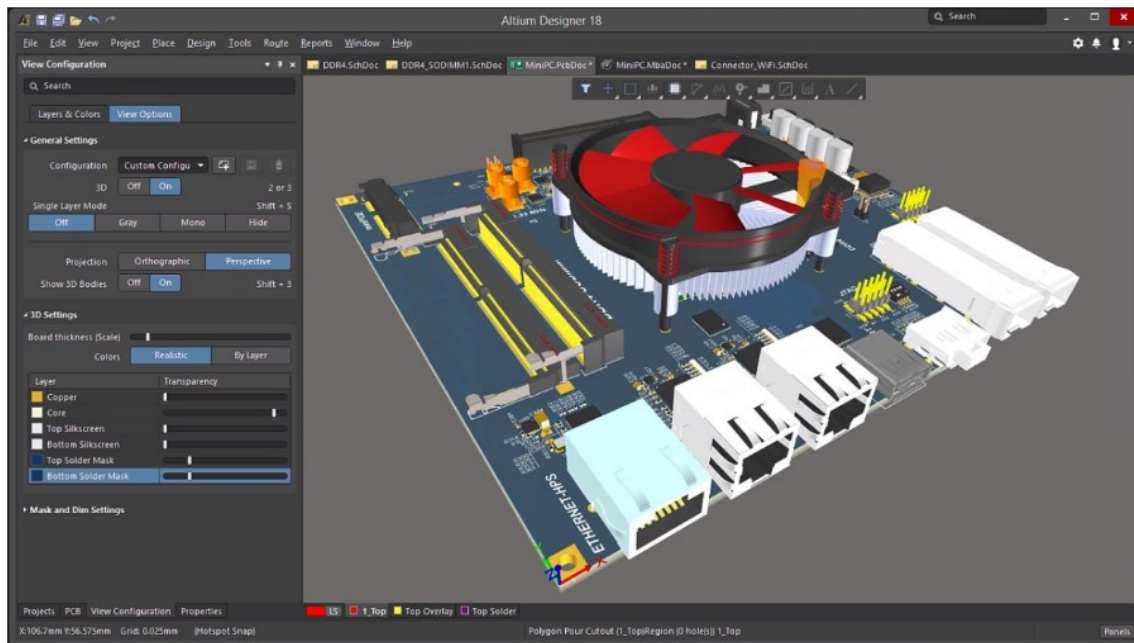 Altium Designer 18
Search
File Edit View Project Place Design Tools Route Reports Window Help
View Configuration
DDR4.SchDoc DDR4_SODIMM1.SchDoc MiniPC.PcbDoc * MiniPC.MbaDoc * Connector_WiFi.SchDoc
Search
Layers & Colors View Options
General Settings
Configuration Custom Configu
3D Off On 2 or 3
Single Layer Mode Shift + S
Off Gray Mono Hide
Projection Orthographic Perspective
Show 3D Bodies Off On Shift + 3
3D Settings
Board thickness (Scale)
Colors Realistic By Layer
Layer Transparency
Copper
Core
Top Silkscreen
Bottom Silkscreen
Top Solder Mask
Bottom Solder Mask
Mask and Dim Settings
ETHERNET-HPS
Projects PCB View Configuration Properties
LS 1_Top Top Overlay Top Solder
X:106.7mm Y:56.575mm Grid: 0.025mm (Hotspot Snap) Polygon Pour Cutout (1_Top)Region (0 hole(s)) 1_Top Panels